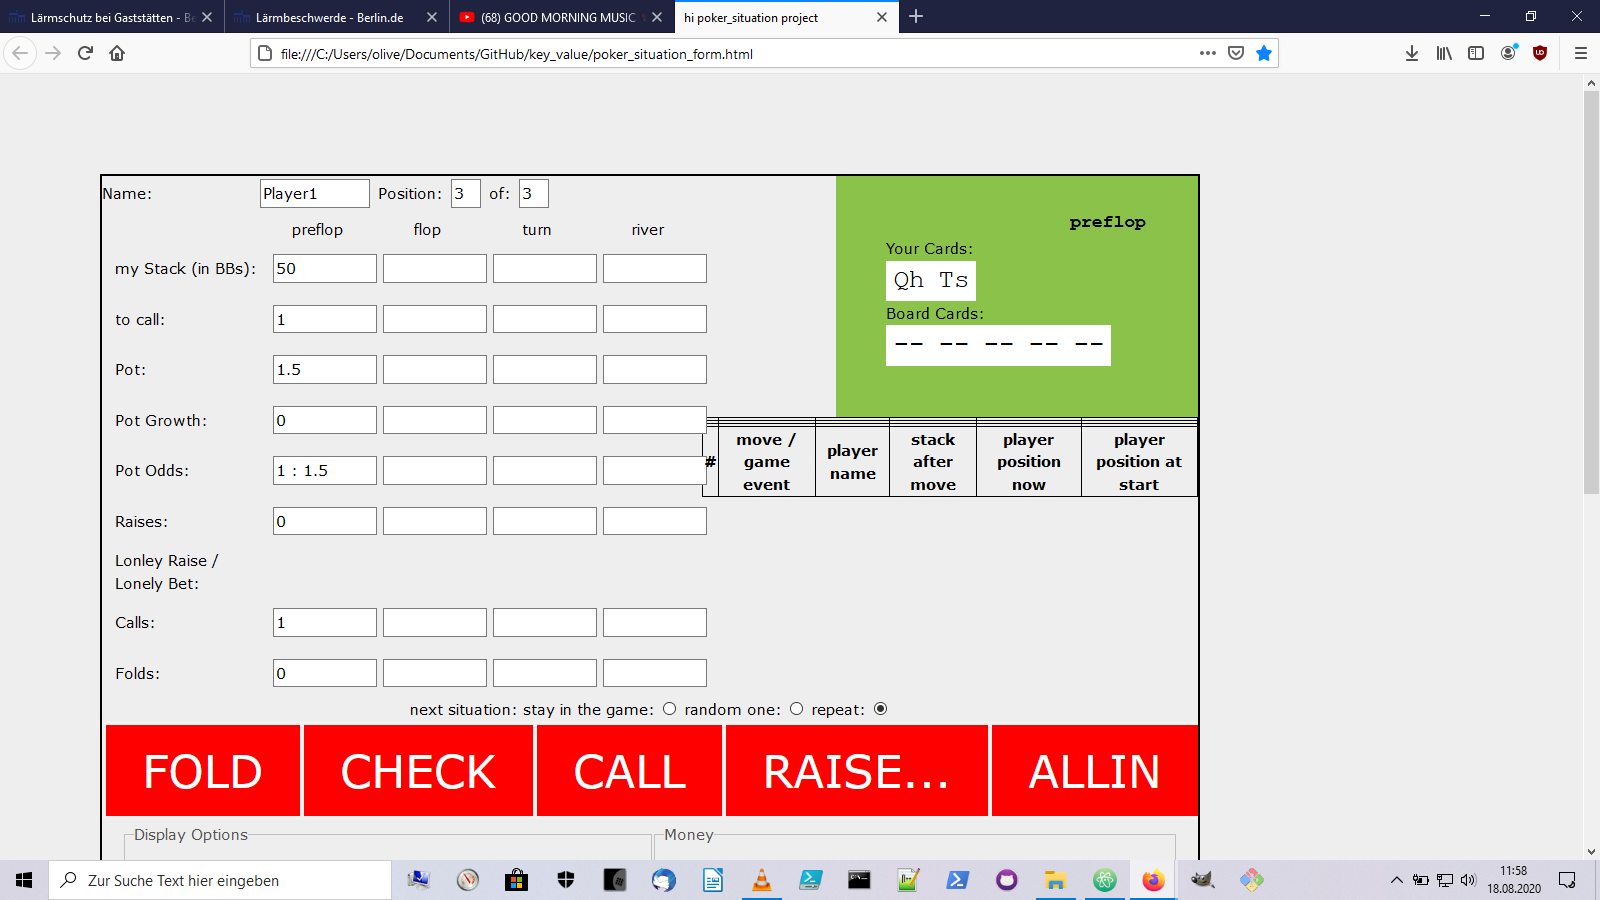 Lärmschutz bei Gaststätten - Be
Lärmbeschwerde - Berlin.de
(68) GOOD MORNING MUSIC
hi poker_situation project
file:///C:/Users/olive/Documents/GitHub/key_value/poker_situation_form.html
Name: Player1 Position: 3 of: 3
preflop flop turn river
my Stack (in BBs): 50
to call: 1
Pot: 1.5
Pot Growth: 0
Pot Odds: 1 : 1.5
Raises: 0
Lonley Raise /
Lonely Bet:
Calls: 1
Folds: 0
preflop
Your Cards:
Qh Ts
Board Cards:
-- -- -- -- --
# move / game event player name stack after move player position now player position at start
next situation: stay in the game: random one: repeat:
FOLD CHECK CALL RAISE... ALLIN
Display Options Money
Zur Suche Text hier eingeben
11:58
18.08.2020